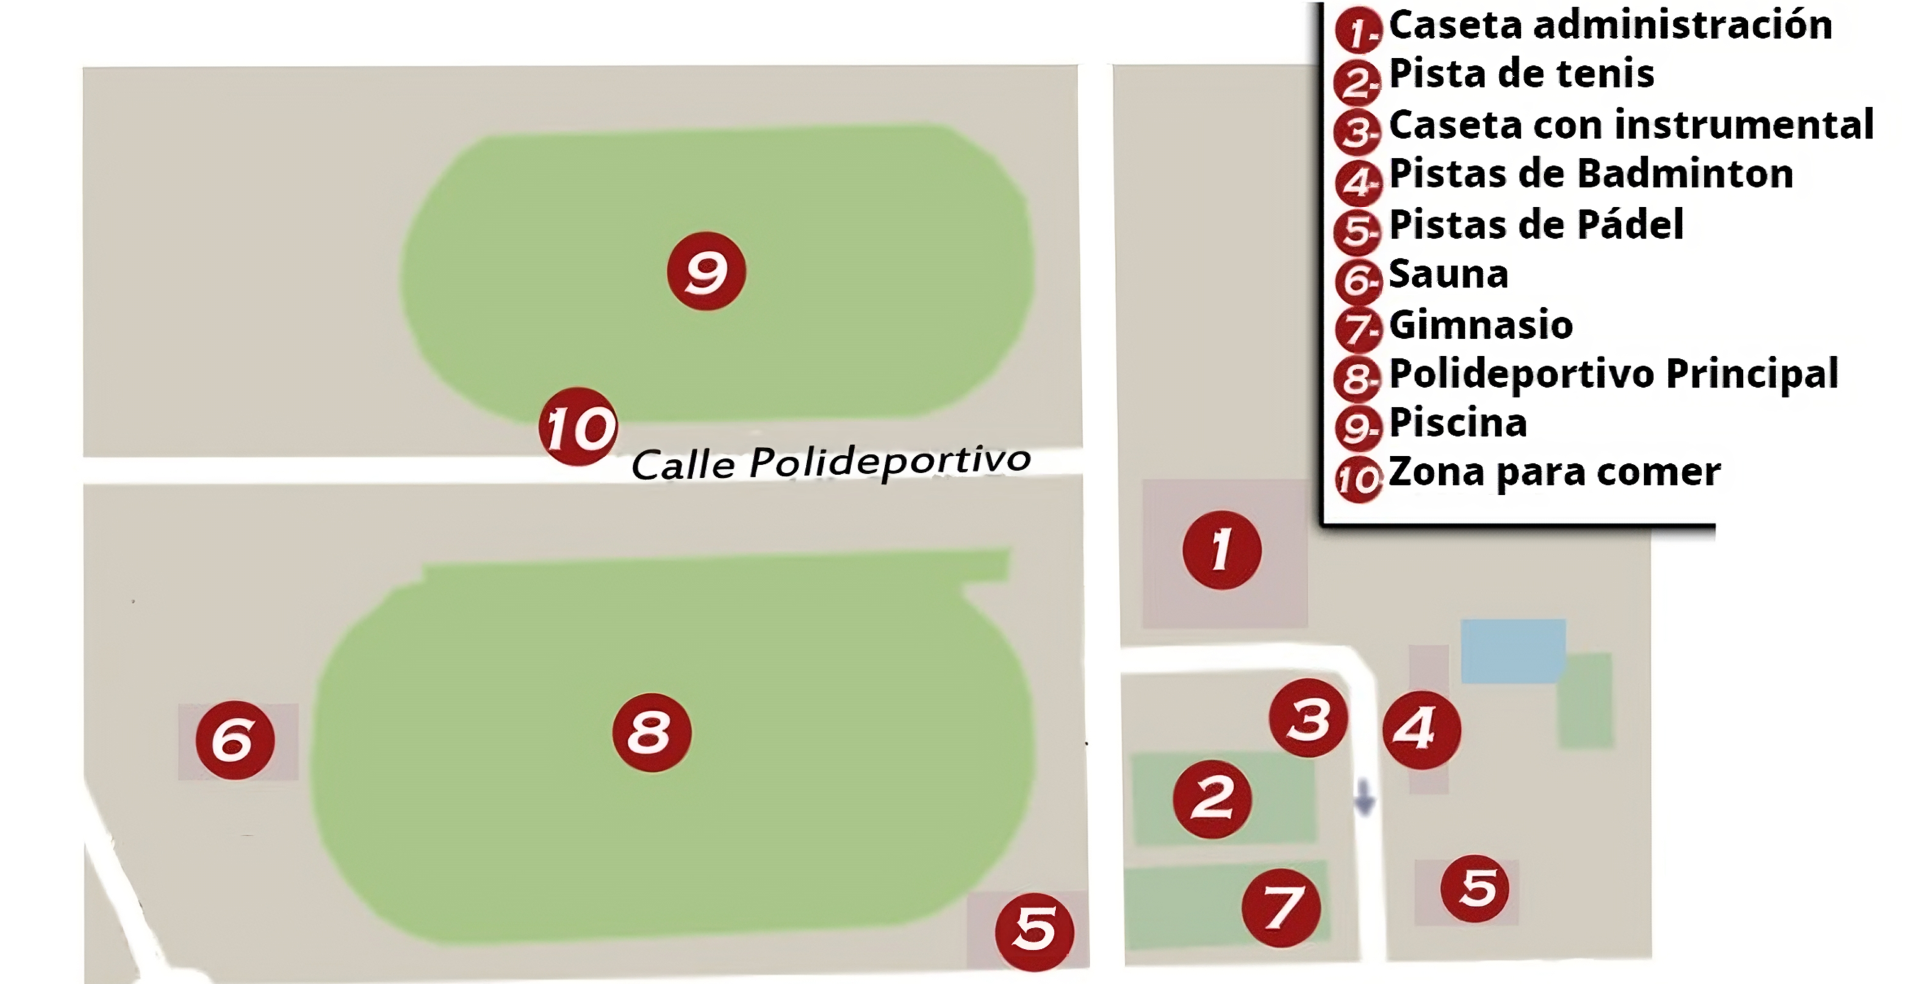 1- Caseta administración
2- Pista de tenis
3- Caseta con instrumental
4- Pistas de Badminton
5- Pistas de Pádel
6- Sauna
7- Gimnasio
8- Polideportivo Principal
9- Piscina
10 Zona para comer
9
10
Calle Polideportivo
1
6
8
3
4
2
5
7
5